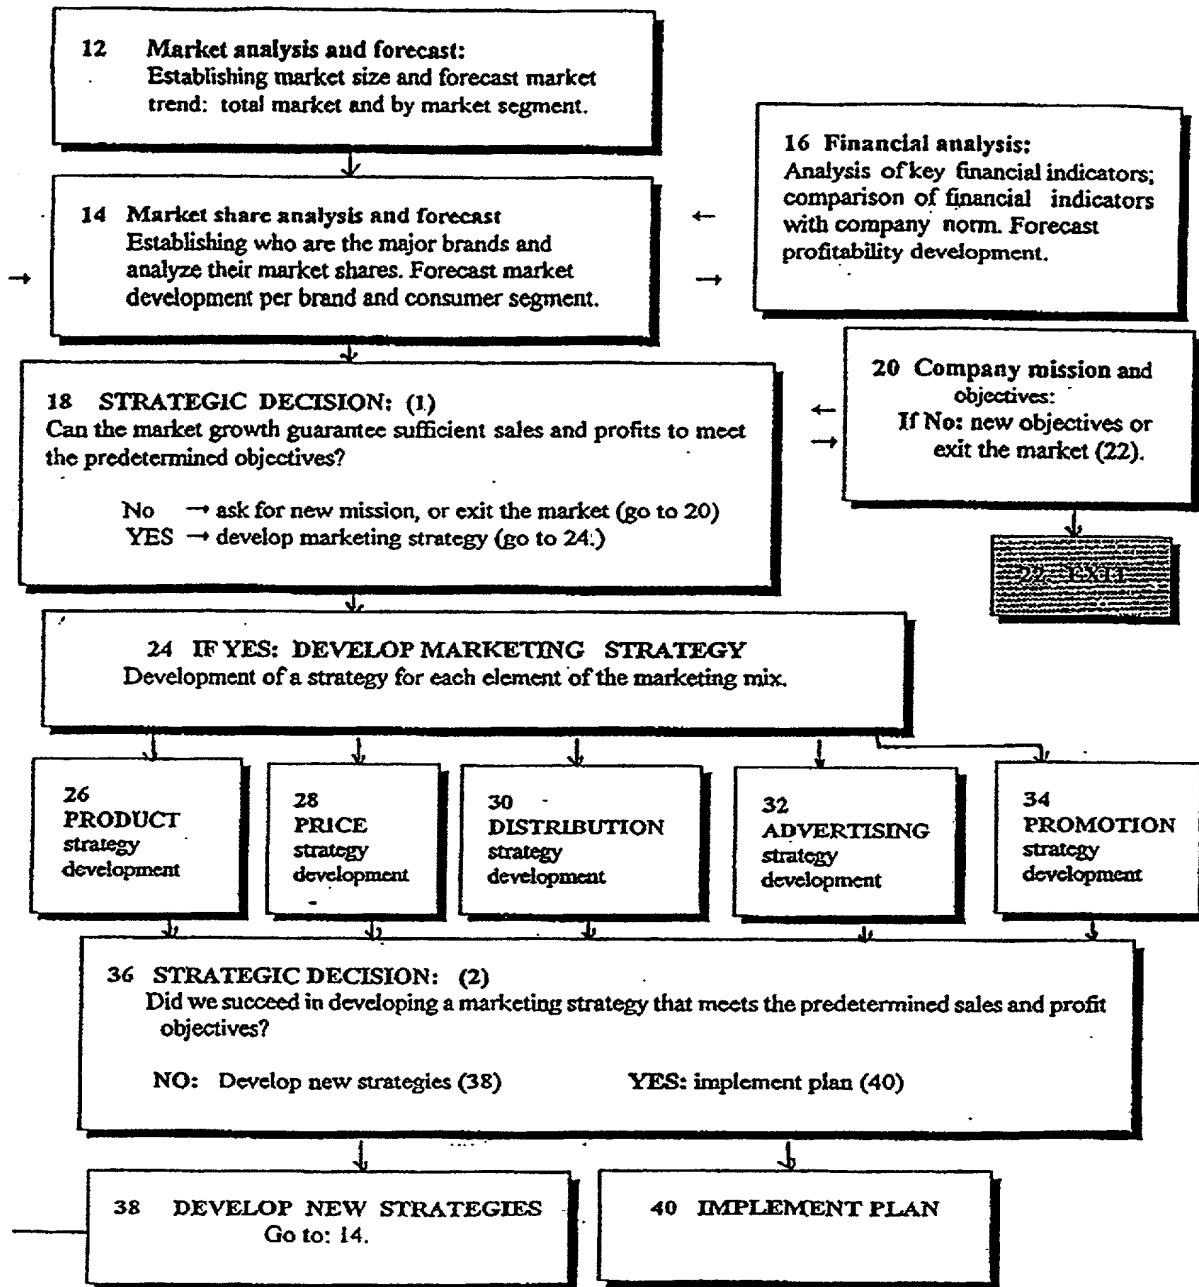 12 Market analysis and forecast:
Establishing market size and forecast market
trend: total market and by market segment.
16 Financial analysis:
Analysis of key financial indicators;
comparison of financial indicators
with company norm. Forecast
profitability development.
14 Market share analysis and forecast
Establishing who are the major brands and
analyze their market shares. Forecast market
development per brand and consumer segment.
← 
→ →
20 Company mission and
objectives:
If No: new objectives or
exit the market (22).
18 STRATEGIC DECISION: (1)
Can the market growth guarantee sufficient sales and profits to meet
the predetermined objectives?
No → ask for new mission, or exit the market (go to 20)
YES → develop marketing strategy (go to 24.)
22 EXIT
24 IF YES: DEVELOP MARKETING STRATEGY
Development of a strategy for each element of the marketing mix.
26
PRODUCT
strategy
development
28
PRICE
strategy
development
30
DISTRIBUTION
strategy
development
32
ADVERTISING
strategy
development
34
PROMOTION
strategy
development
36 STRATEGIC DECISION: (2)
Did we succeed in developing a marketing strategy that meets the predetermined sales and profit
objectives?
NO: Develop new strategies (38) YES: implement plan (40)
38 DEVELOP NEW STRATEGIES
Go to: 14.
40 IMPLEMENT PLAN